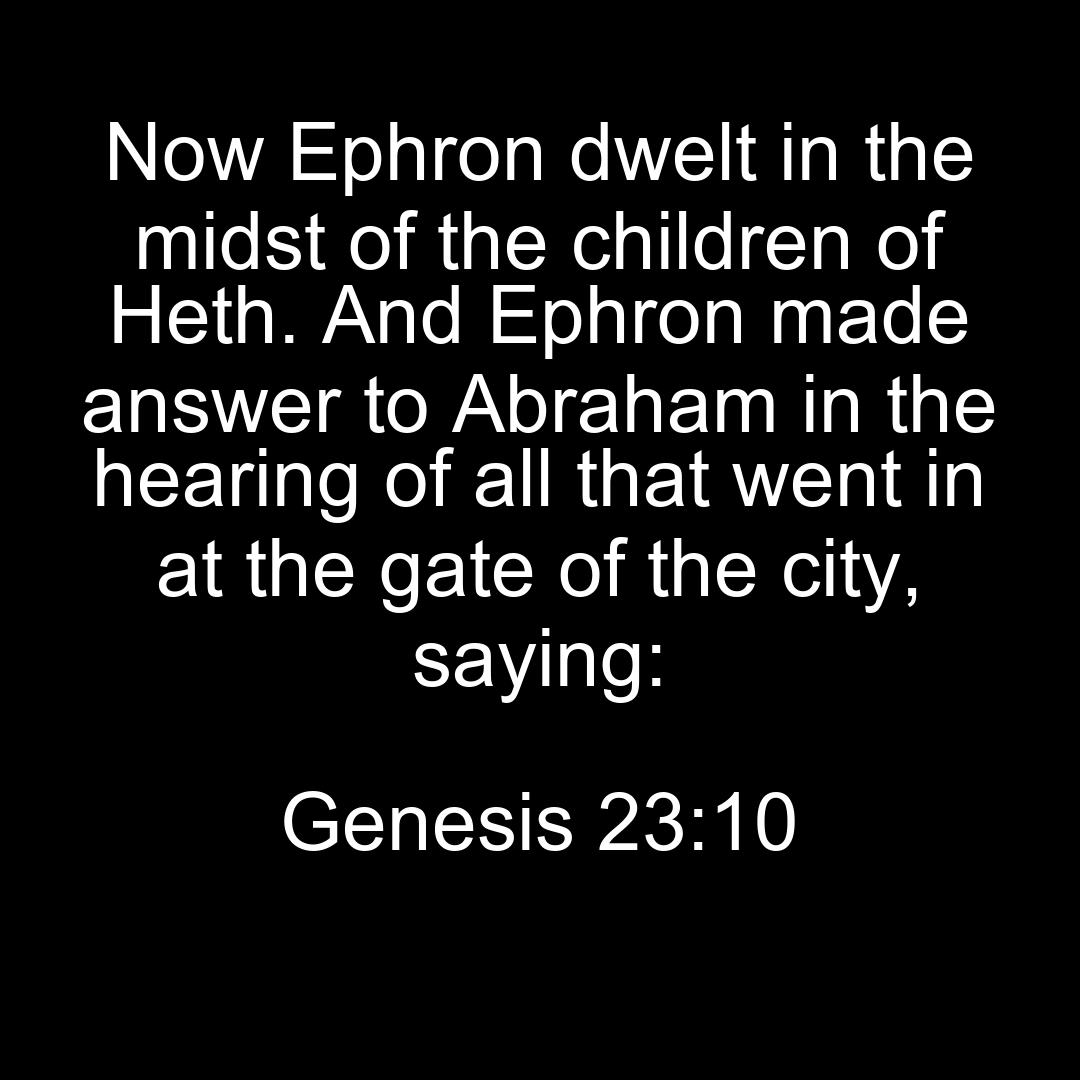 Now Ephron dwelt in the
midst of the children of
Heth. And Ephron made
answer to Abraham in the
hearing of all that went in
at the gate of the city,
saying:
Genesis 23:10